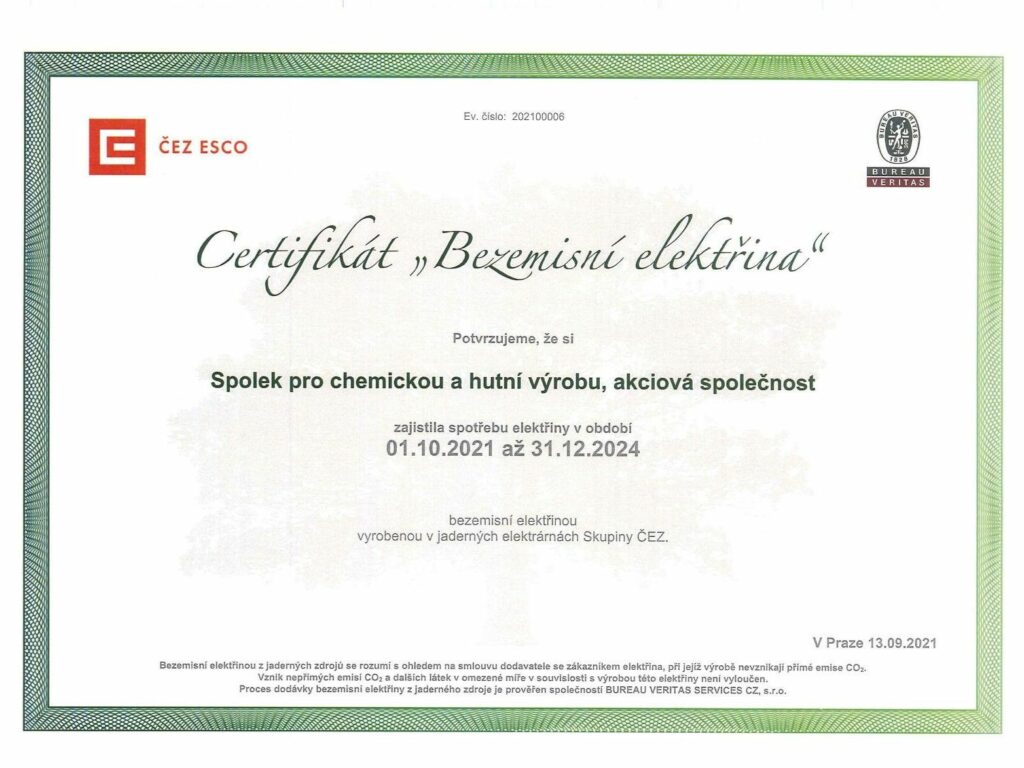 Ev. číslo: 202100006
ČEZ ESCO
BUREAU VERITAS
1828
BUREAU
VERITAS
Certifikát „Bezemisní elektřina“
Potvrzujeme, že si
Spolek pro chemickou a hutní výrobu, akciová společnost
zajistila spotřebu elektřiny v období
01.10.2021 až 31.12.2024
bezemisní elektřinou
vyrobenou v jaderných elektrárnách Skupiny ČEZ.
V Praze 13.09.2021
Bezemisní elektřinou z jaderných zdrojů se rozumí s ohledem na smlouvu dodavatele se zákazníkem elektřina, při jejíž výrobě nevznikají přímé emise CO₂.
Vznik nepřímých emisí CO₂ a dalších látek v omezené míře v souvislosti s výrobou této elektřiny není vyloučen.
Proces dodávky bezemisní elektřiny z jaderného zdroje je prověřen společností BUREAU VERITAS SERVICES CZ, s.r.o.